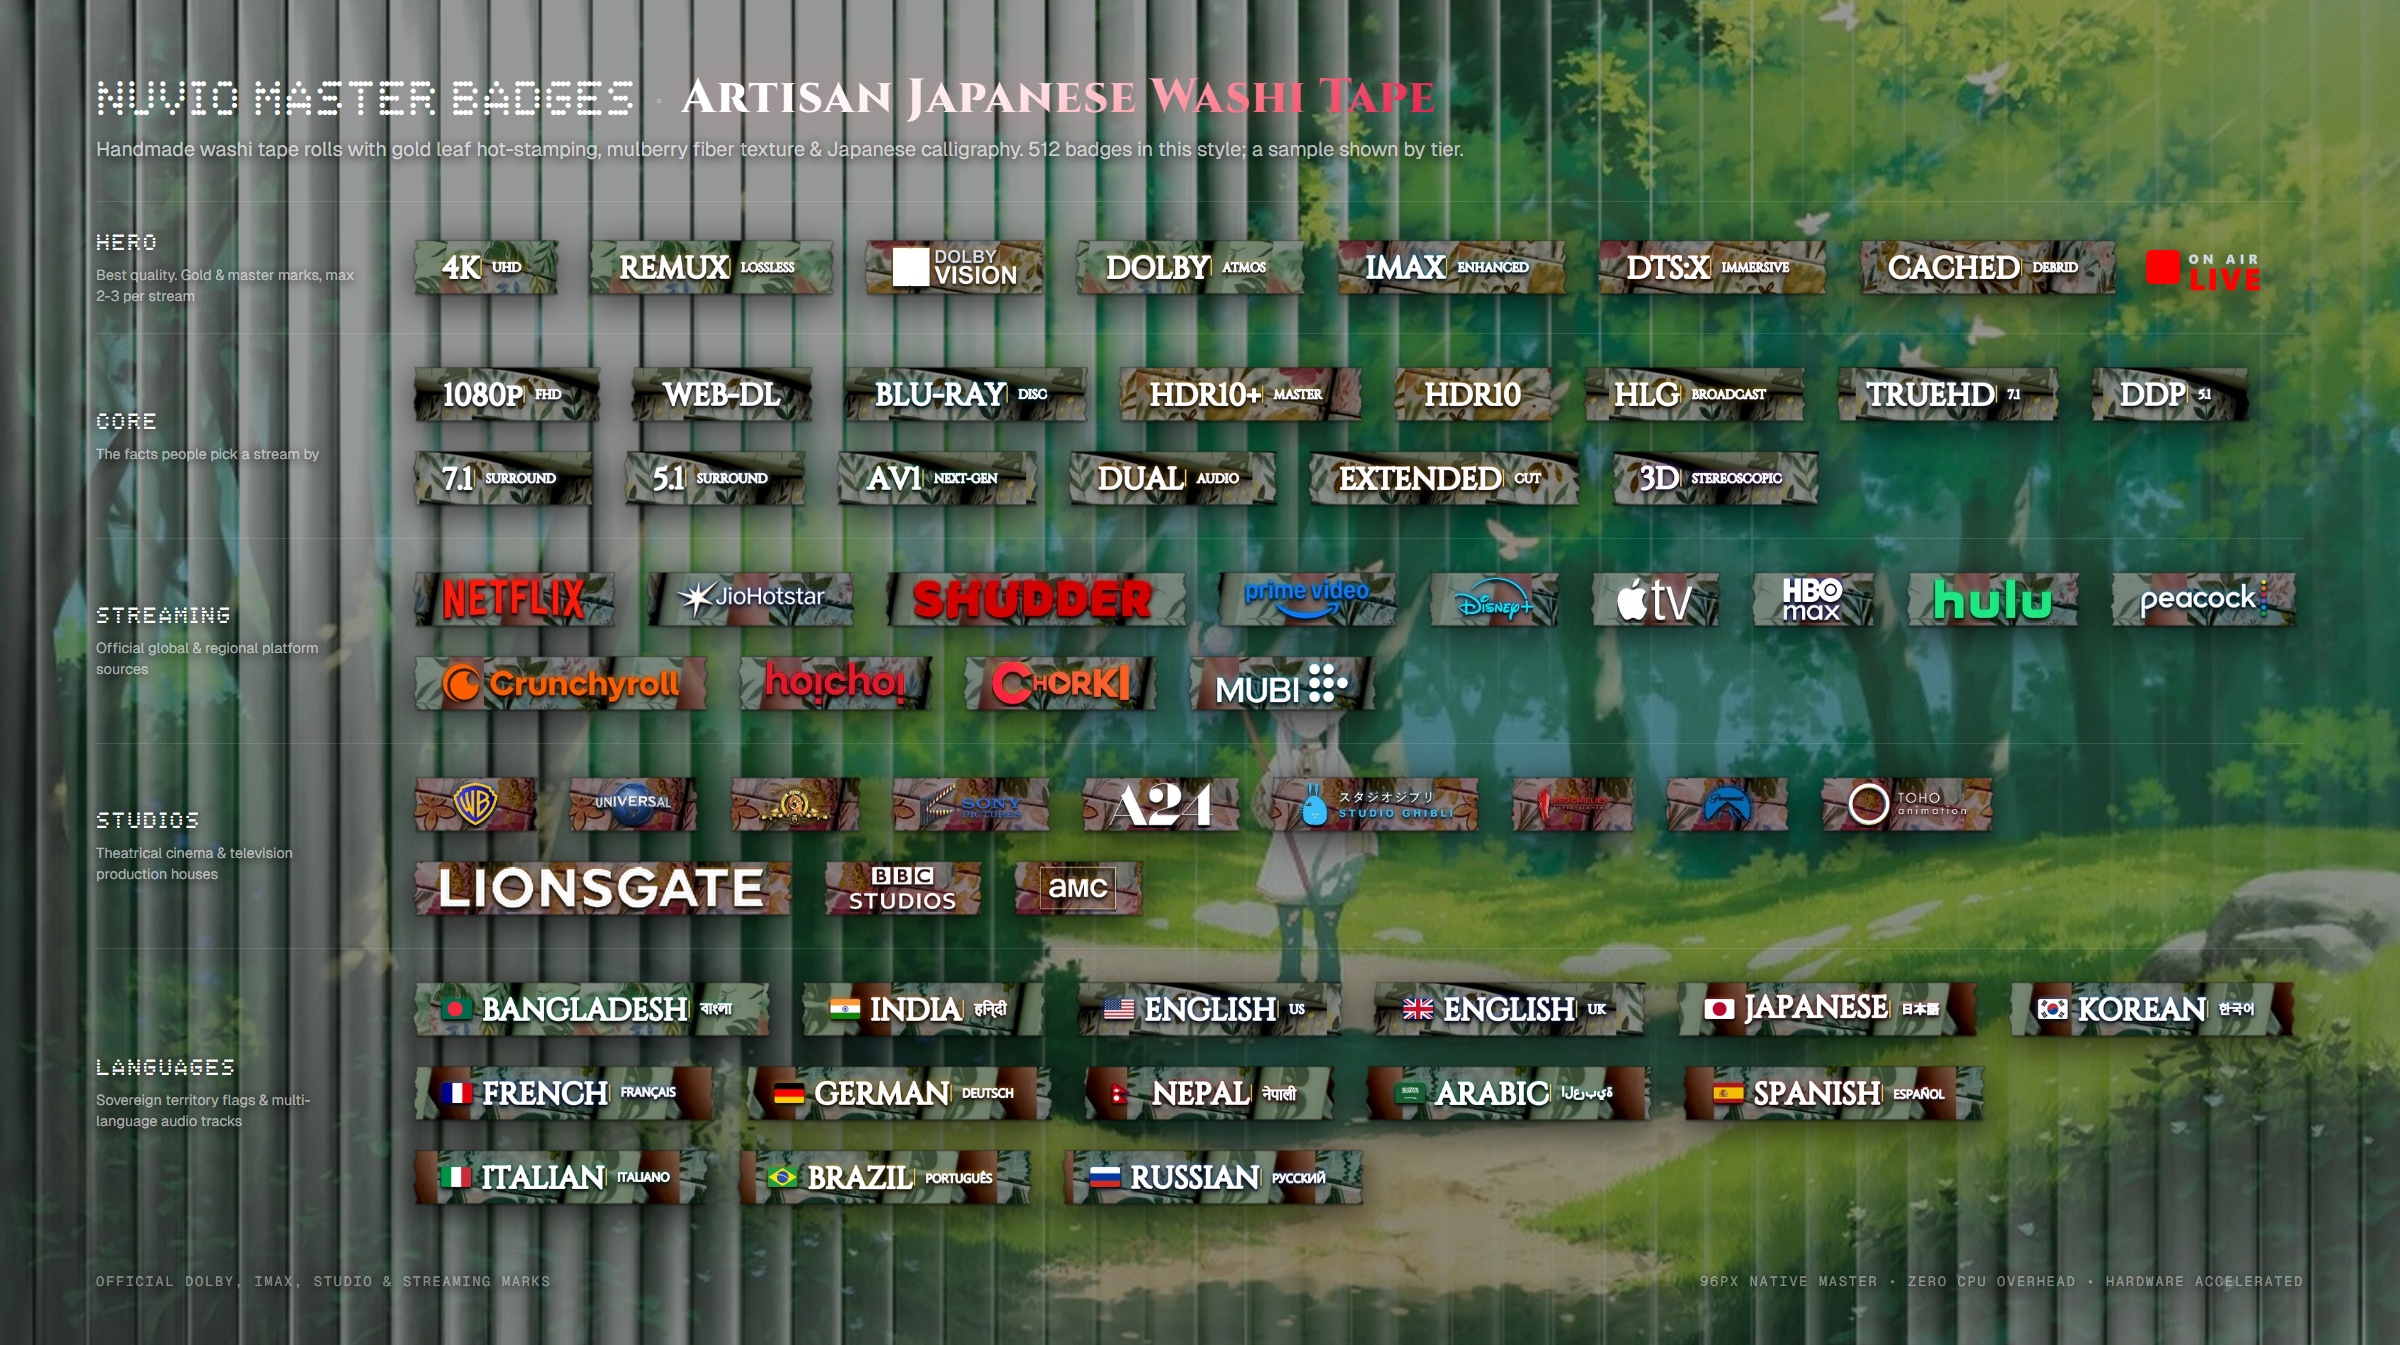 NUVIO MASTER BADGES · ARTISAN JAPANESE WASHI TAPE
Handmade washi tape rolls with gold leaf hot-stamping, mulberry fiber texture & Japanese calligraphy. 512 badges in this style; a sample shown by tier.
HERO
Best quality. Gold & master marks, max
2-3 per stream
4K UHD
REMUX LOSSLESS
DOLBY
VISION
DOLBY ATMOS
IMAX ENHANCED
DTS:X IMMERSIVE
CACHED DEBRID
ON AIR
LIVE
CORE
The facts people pick a stream by
1080P FHD
WEB-DL
BLU-RAY DISC
HDR10+ MASTER
HDR10
HLG BROADCAST
TRUEHD 7.1
DDP 5.1
7.1 SURROUND
5.1 SURROUND
AV1 NEXT-GEN
DUAL AUDIO
EXTENDED CUT
3D STEREOSCOPIC
STREAMING
Official global & regional platform
sources
NETFLIX
JioHotstar
SHUDDER
prime video
Disney+
tv
HBO
max
hulu
peacock
Crunchyroll
hoichoi
CHORKI
MUBI
STUDIOS
Theatrical cinema & television
production houses
WB
UNIVERSAL
SONY
PICTURES
A24
スタジオジブリ
STUDIO GHIBLI
RED CHILLIES
Paramount
TOHO
animation
LIONSGATE
BBC
STUDIOS
aMC
LANGUAGES
Sovereign territory flags & multi-
language audio tracks
BANGLADESH বাংলা
INDIA हिन्दी
ENGLISH US
ENGLISH UK
JAPANESE 日本語
KOREAN 한국어
FRENCH FRANÇAIS
GERMAN DEUTSCH
NEPAL नेपाली
ARABIC العربية
SPANISH ESPAÑOL
ITALIAN ITALIANO
BRAZIL PORTUGUÊS
RUSSIAN РУССКИЙ
OFFICIAL DOLBY, IMAX, STUDIO & STREAMING MARKS
96PX NATIVE MASTER • ZERO CPU OVERHEAD • HARDWARE ACCELERATED